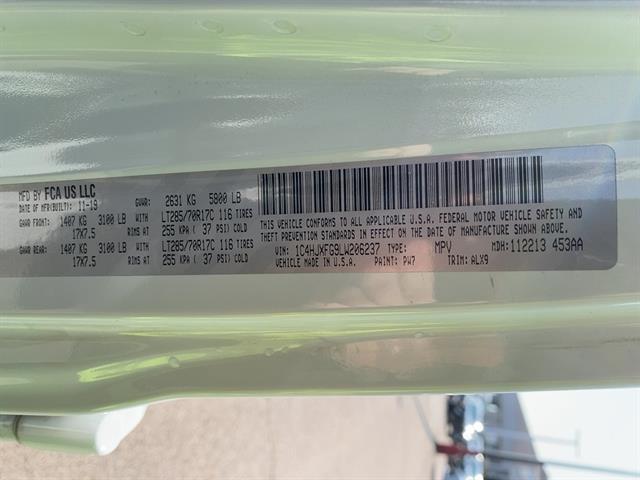 MFD BY FCA US LLC
DATE OF MFR(BUILT): 11-19 GVWR: 2631 KG 5800 LB
GAWR FRONT: 1407 KG 3100 LB WITH LT285/70R17C 116 TIRES
17X7.5 RIMS AT 255 KPA ( 37 PSI) COLD
GAWR REAR: 1407 KG 3100 LB WITH LT285/70R17C 116 TIRES
17X7.5 RIMS AT 255 KPA ( 37 PSI) COLD
THIS VEHICLE CONFORMS TO ALL APPLICABLE U.S.A. FEDERAL MOTOR VEHICLE SAFETY AND
THEFT PREVENTION STANDARDS IN EFFECT ON THE DATE OF MANUFACTURE SHOWN ABOVE.
VIN: 1C4HJXFG9LW206237 TYPE: MPV MDH:112213 453AA
VEHICLE MADE IN U.S.A. PAINT: PW7 TRIM: ALX9